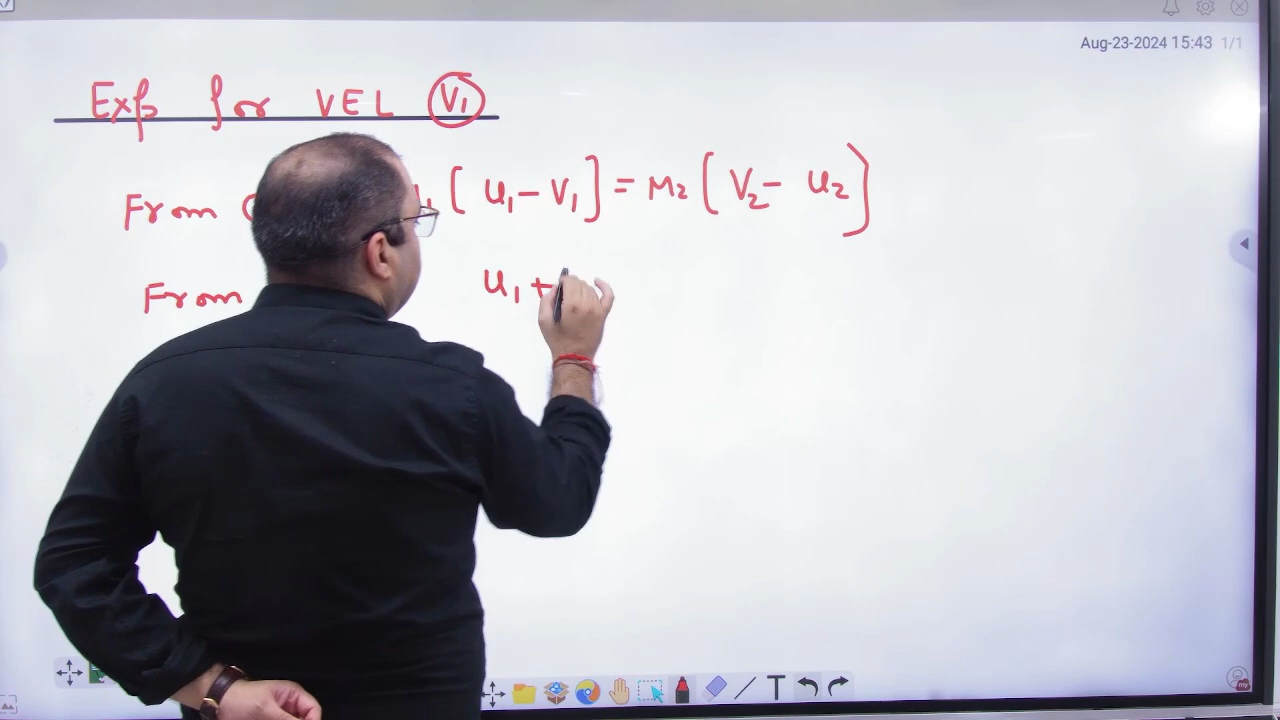 Aug-23-2024 15:43 1/1
Exp for VEL V₁
From [ u₁ - V₁ ] = M₂ ( V₂ - u₂ )
From u₁ +
T